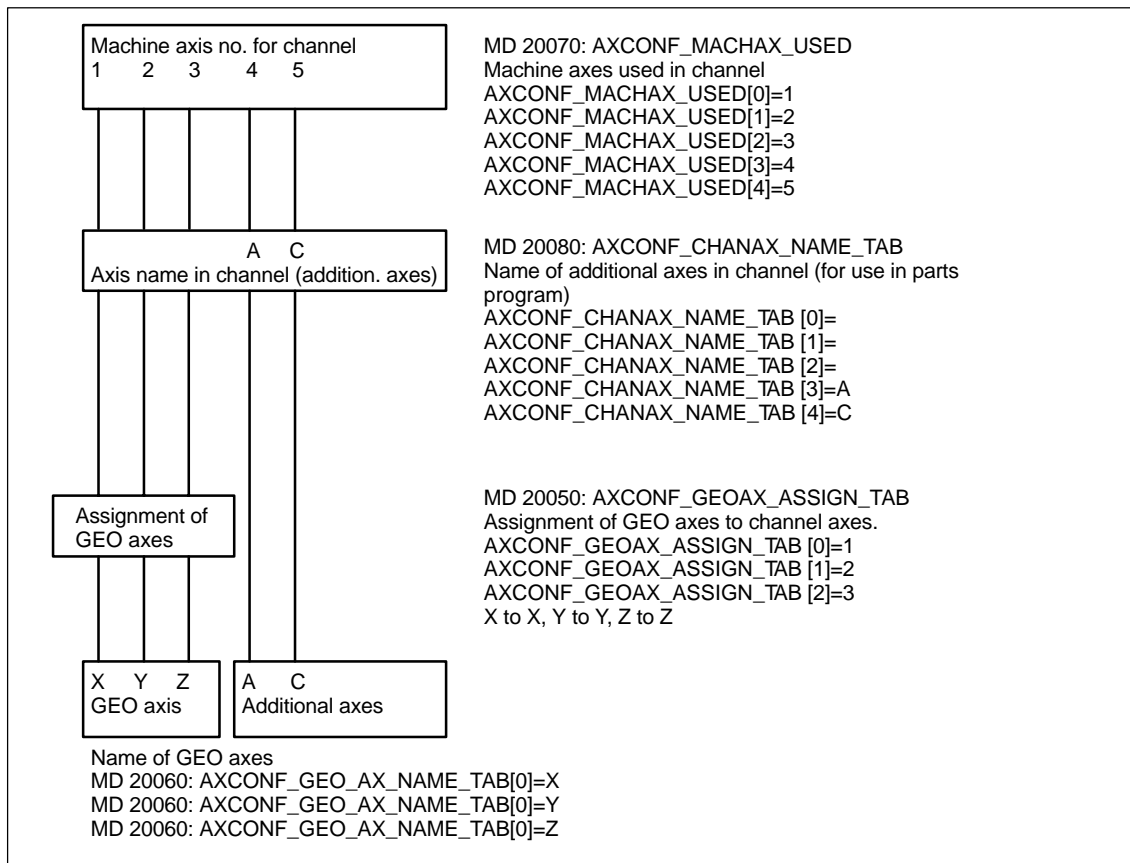 Machine axis no. for channel
1 2 3 4 5
MD 20070: AXCONF_MACHAX_USED
Machine axes used in channel
AXCONF_MACHAX_USED[0]=1
AXCONF_MACHAX_USED[1]=2
AXCONF_MACHAX_USED[2]=3
AXCONF_MACHAX_USED[3]=4
AXCONF_MACHAX_USED[4]=5
A C
Axis name in channel (addition. axes)
MD 20080: AXCONF_CHANAX_NAME_TAB
Name of additional axes in channel (for use in parts
program)
AXCONF_CHANAX_NAME_TAB [0]=
AXCONF_CHANAX_NAME_TAB [1]=
AXCONF_CHANAX_NAME_TAB [2]=
AXCONF_CHANAX_NAME_TAB [3]=A
AXCONF_CHANAX_NAME_TAB [4]=C
Assignment of
GEO axes
MD 20050: AXCONF_GEOAX_ASSIGN_TAB
Assignment of GEO axes to channel axes.
AXCONF_GEOAX_ASSIGN_TAB [0]=1
AXCONF_GEOAX_ASSIGN_TAB [1]=2
AXCONF_GEOAX_ASSIGN_TAB [2]=3
X to X, Y to Y, Z to Z
X Y Z
GEO axis
A C
Additional axes
Name of GEO axes
MD 20060: AXCONF_GEO_AX_NAME_TAB[0]=X
MD 20060: AXCONF_GEO_AX_NAME_TAB[0]=Y
MD 20060: AXCONF_GEO_AX_NAME_TAB[0]=Z